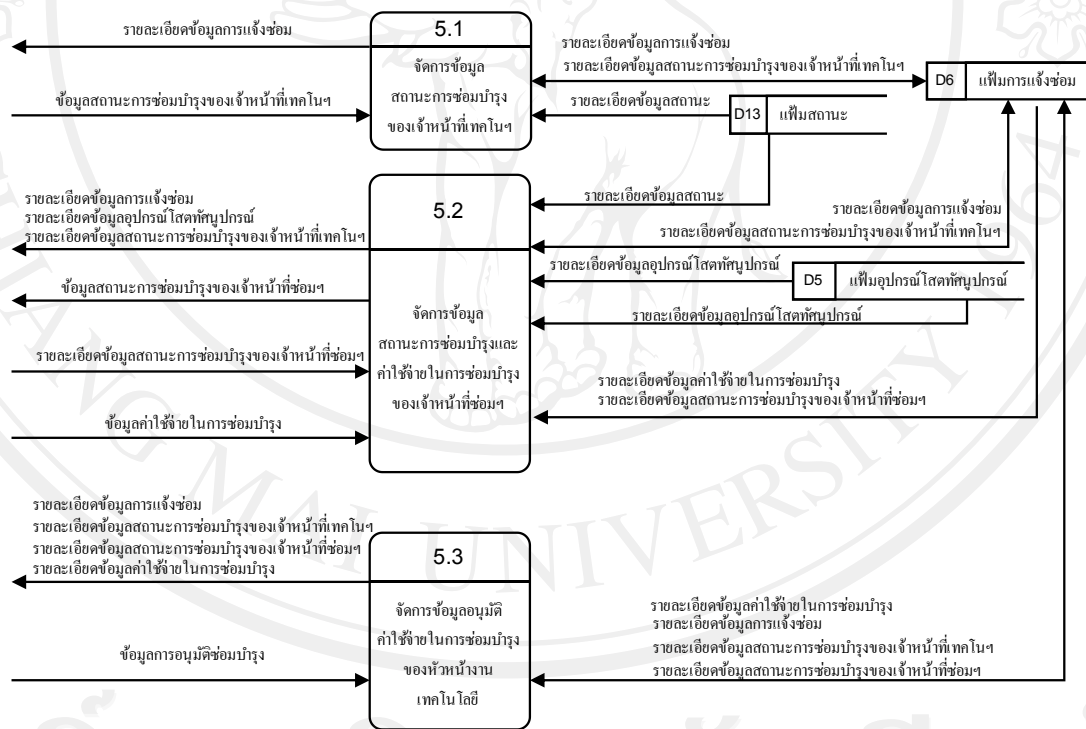 รายละเอียดข้อมูลการแจ้งซ่อม
5.1
จัดการข้อมูล
สถานะการซ่อมบำรุง
ของเจ้าหน้าที่เทคโนฯ
ข้อมูลสถานะการซ่อมบำรุงของเจ้าหน้าที่เทคโนฯ
รายละเอียดข้อมูลการแจ้งซ่อม
รายละเอียดข้อมูลสถานะการซ่อมบำรุงของเจ้าหน้าที่เทคโนฯ
D6 แฟ้มการแจ้งซ่อม
รายละเอียดข้อมูลสถานะ
D13 แฟ้มสถานะ
รายละเอียดข้อมูลการแจ้งซ่อม
รายละเอียดข้อมูลอุปกรณ์โสตทัศนูปกรณ์
รายละเอียดข้อมูลสถานะการซ่อมบำรุงของเจ้าหน้าที่เทคโนฯ
ข้อมูลสถานะการซ่อมบำรุงของเจ้าหน้าที่ซ่อมฯ
รายละเอียดข้อมูลสถานะการซ่อมบำรุงของเจ้าหน้าที่ซ่อมฯ
ข้อมูลค่าใช้จ่ายในการซ่อมบำรุง
5.2
จัดการข้อมูล
สถานะการซ่อมบำรุงและ
ค่าใช้จ่ายในการซ่อมบำรุง
ของเจ้าหน้าที่ซ่อมฯ
รายละเอียดข้อมูลสถานะ
รายละเอียดข้อมูลการแจ้งซ่อม
รายละเอียดข้อมูลสถานะการซ่อมบำรุงของเจ้าหน้าที่เทคโนฯ
รายละเอียดข้อมูลอุปกรณ์โสตทัศนูปกรณ์
D5 แฟ้มอุปกรณ์โสตทัศนูปกรณ์
รายละเอียดข้อมูลอุปกรณ์โสตทัศนูปกรณ์
รายละเอียดข้อมูลค่าใช้จ่ายในการซ่อมบำรุง
รายละเอียดข้อมูลสถานะการซ่อมบำรุงของเจ้าหน้าที่ซ่อมฯ
รายละเอียดข้อมูลการแจ้งซ่อม
รายละเอียดข้อมูลสถานะการซ่อมบำรุงของเจ้าหน้าที่เทคโนฯ
รายละเอียดข้อมูลสถานะการซ่อมบำรุงของเจ้าหน้าที่ซ่อมฯ
รายละเอียดข้อมูลค่าใช้จ่ายในการซ่อมบำรุง
ข้อมูลการอนุมัติซ่อมบำรุง
5.3
จัดการข้อมูลอนุมัติ
ค่าใช้จ่ายในการซ่อมบำรุง
ของหัวหน้างาน
เทคโนโลยี
รายละเอียดข้อมูลค่าใช้จ่ายในการซ่อมบำรุง
รายละเอียดข้อมูลการแจ้งซ่อม
รายละเอียดข้อมูลสถานะการซ่อมบำรุงของเจ้าหน้าที่เทคโนฯ
รายละเอียดข้อมูลสถานะการซ่อมบำรุงของเจ้าหน้าที่ซ่อมฯ
MAI UNIVERSITY 1964